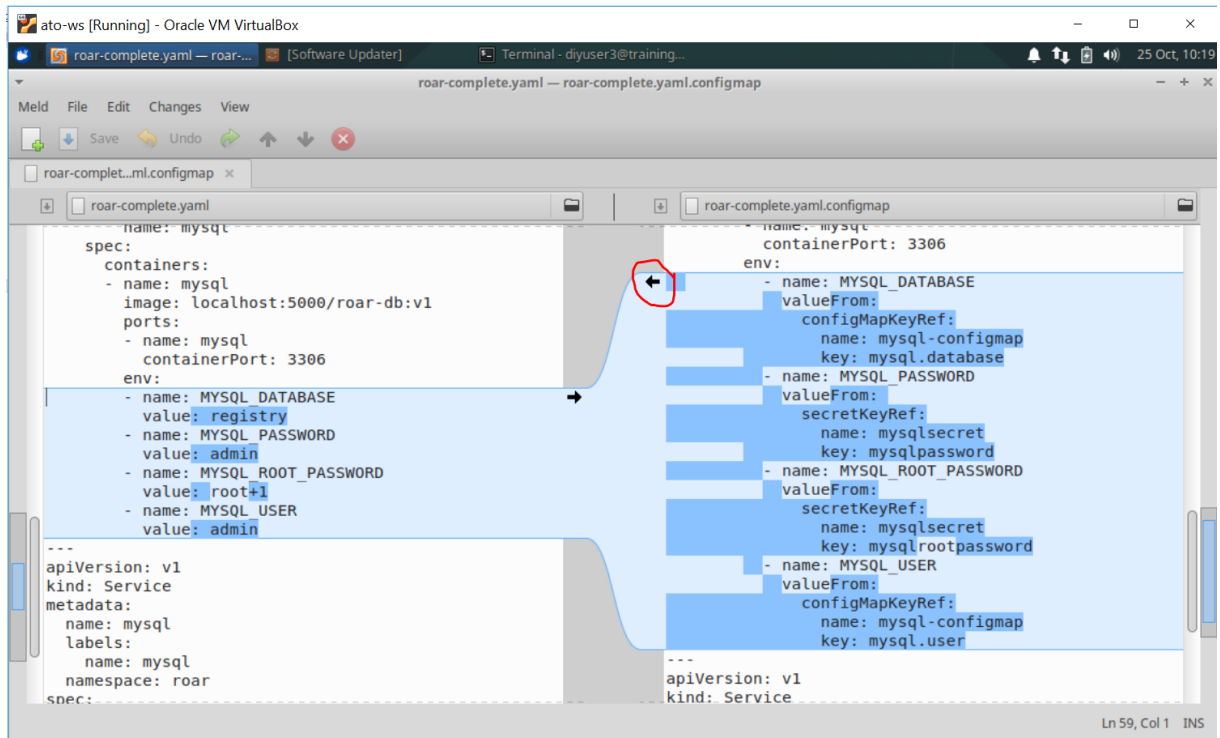 ato-ws [Running] - Oracle VM VirtualBox
roar-complete.yaml — roar-... [Software Updater] Terminal - diyuser3@training... 25 Oct, 10:19
roar-complete.yaml — roar-complete.yaml.configmap
Meld File Edit Changes View
Save Undo
roar-complet...ml.configmap ×
roar-complete.yaml
name: mysql
spec:
containers:
- name: mysql
image: localhost:5000/roar-db:v1
ports:
- name: mysql
containerPort: 3306
env:
- name: MYSQL_DATABASE
value: registry
- name: MYSQL_PASSWORD
value: admin
- name: MYSQL_ROOT_PASSWORD
value: root+1
- name: MYSQL_USER
value: admin
---
apiVersion: v1
kind: Service
metadata:
name: mysql
labels:
name: mysql
namespace: roar
spec:
roar-complete.yaml.configmap
- name: mysql
containerPort: 3306
env:
- name: MYSQL_DATABASE
valueFrom:
configMapKeyRef:
name: mysql-configmap
key: mysql.database
- name: MYSQL_PASSWORD
valueFrom:
secretKeyRef:
name: mysqlsecret
key: mysqlpassword
- name: MYSQL_ROOT_PASSWORD
valueFrom:
secretKeyRef:
name: mysqlsecret
key: mysqlrootpassword
- name: MYSQL_USER
valueFrom:
configMapKeyRef:
name: mysql-configmap
key: mysql.user
---
apiVersion: v1
kind: Service
Ln 59, Col 1 INS